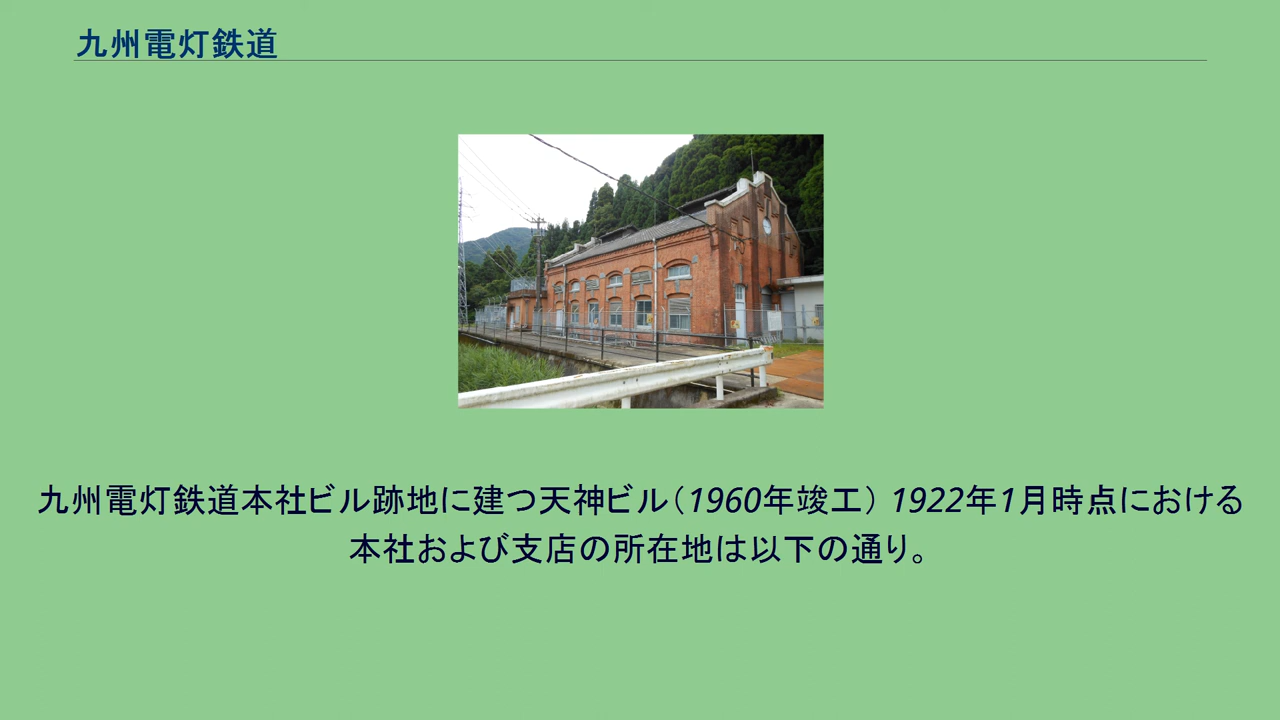 九州電灯鉄道
九州電灯鉄道本社ビル跡地に建つ天神ビル（1960年竣工） 1922年1月時点における
本社および支店の所在地は以下の通り。